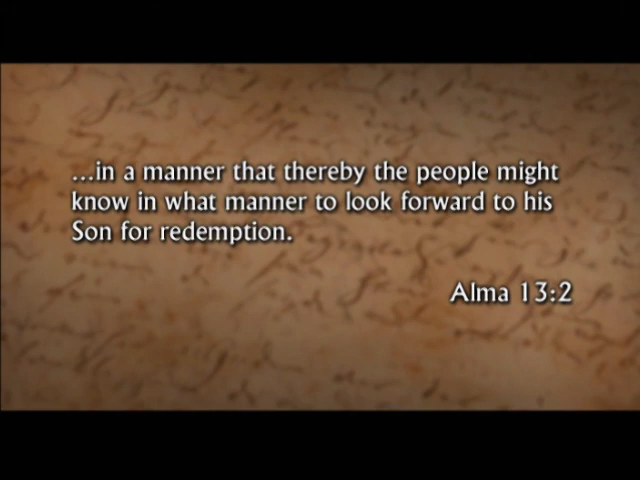 ...in a manner that thereby the people might
know in what manner to look forward to his
Son for redemption.
Alma 13:2